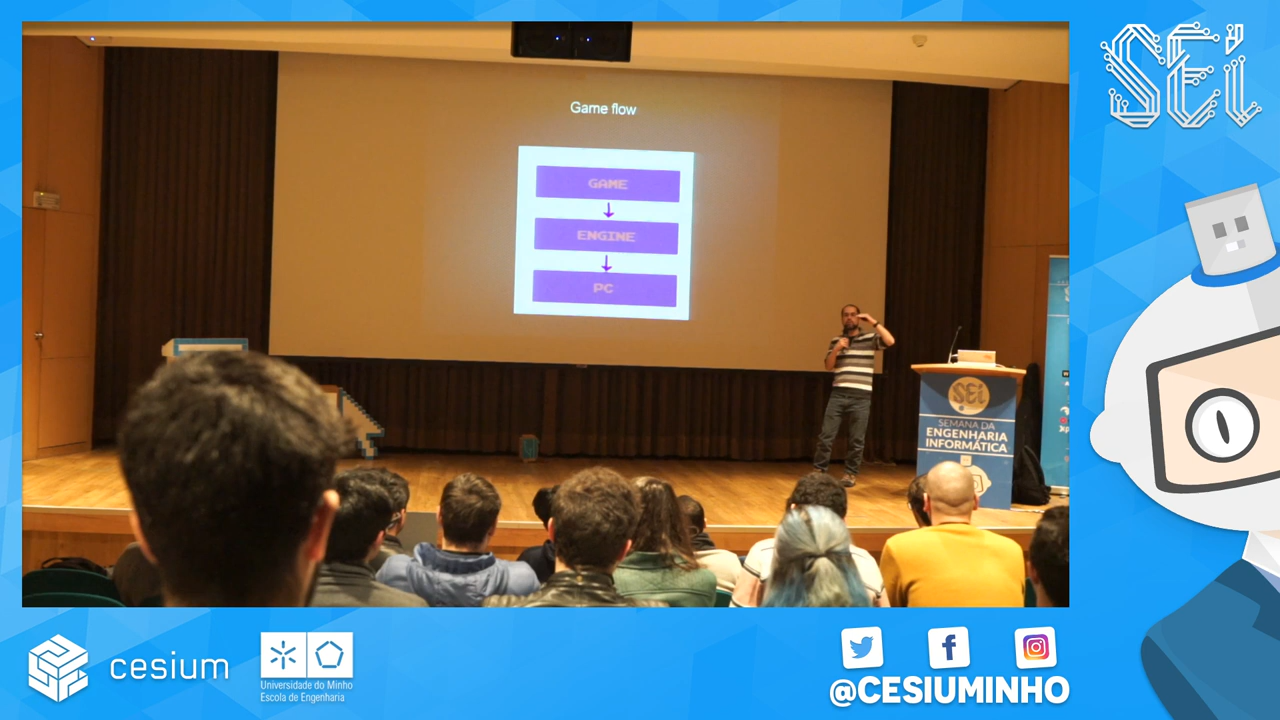 SEi
Game flow
GAME
ENGINE
PC
SEi
SEMANA DA
ENGENHARIA
INFORMÁTICA
cesium
Universidade do Minho
Escola de Engenharia
@CESIUMINHO